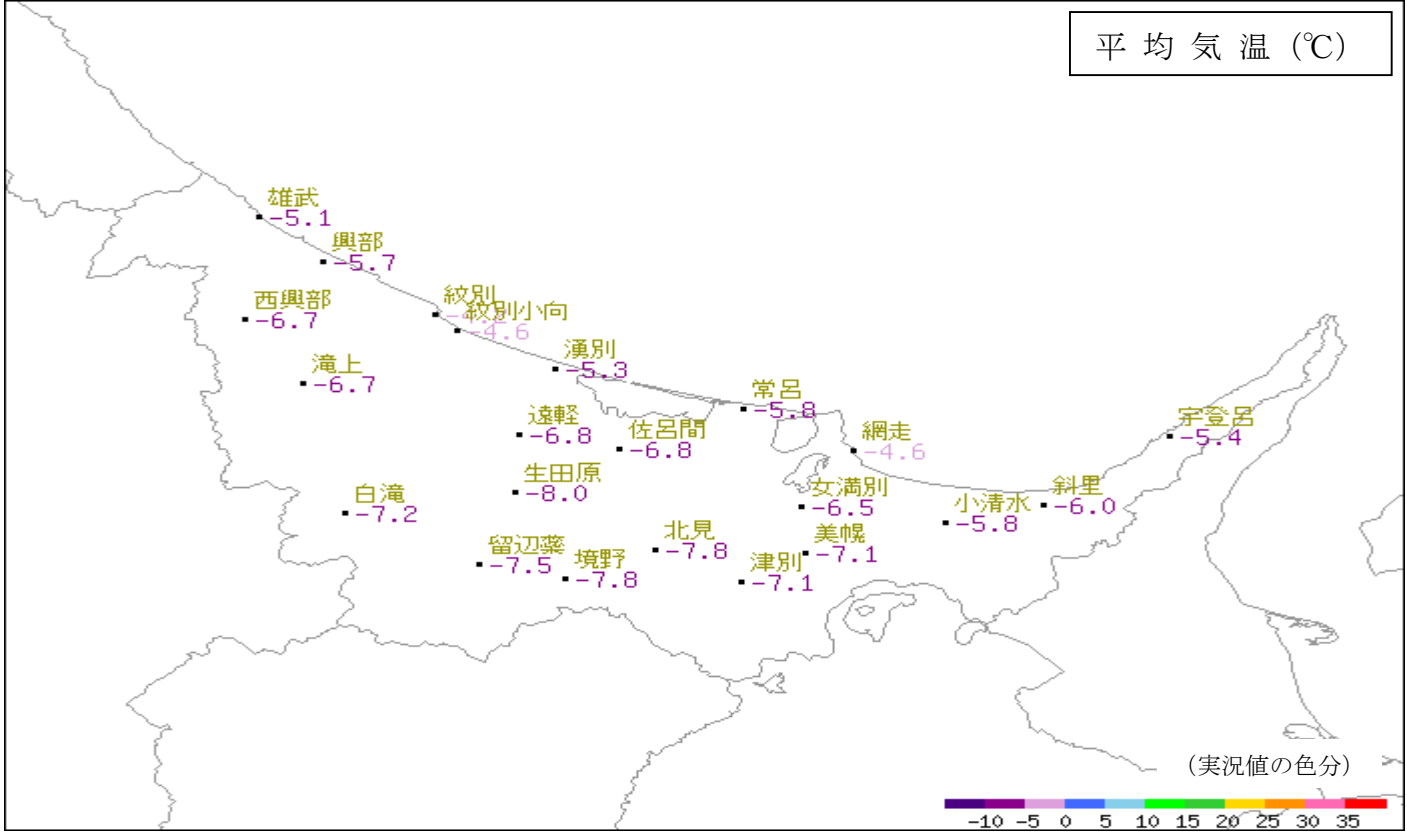 平均気温（℃）
雄武
-5.1
興部
-5.7
西興部
-6.7
紋別
紋別小向
-4.6
滝上
-6.7
湧別
-5.3
常呂
-5.8
遠軽
-6.8
佐呂間
-6.8
網走
-4.6
宇登呂
-5.4
生田原
-8.0
白滝
-7.2
女満別
-6.5
小清水
-5.8
斜里
-6.0
北見
-7.8
美幌
-7.1
留辺蘂
-7.5
境野
-7.8
津別
-7.1
（実況値の色分）
-10 -5 0 5 10 15 20 25 30 35